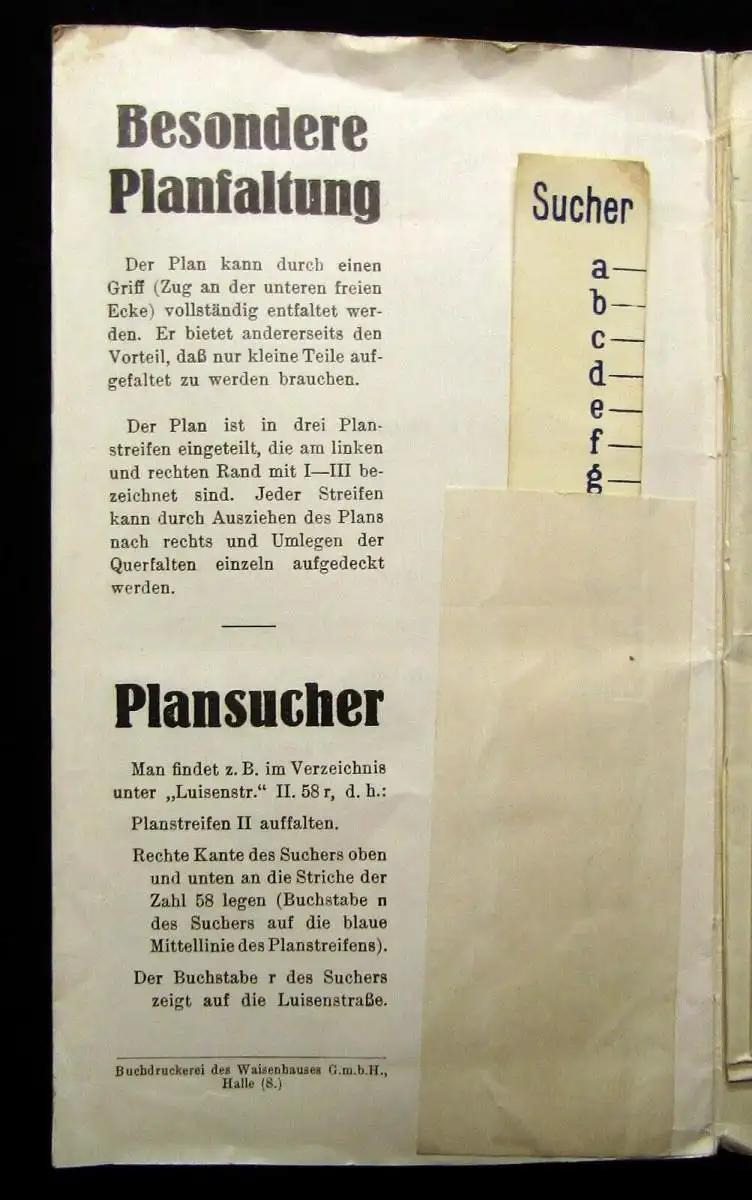 Besondere
Planfaltung
Der Plan kann durch einen
Griff (Zug an der unteren freien
Ecke) vollständig entfaltet wer-
den. Er bietet andererseits den
Vorteil, daß nur kleine Teile auf-
gefaltet zu werden brauchen.
Der Plan ist in drei Plan-
streifen eingeteilt, die am linken
und rechten Rand mit I—III be-
zeichnet sind. Jeder Streifen
kann durch Ausziehen des Plans
nach rechts und Umlegen der
Querfalten einzeln aufgedeckt
werden.
Plansucher
Man findet z. B. im Verzeichnis
unter „Luisenstr.“ II. 58 r, d. h.:
Planstreifen II auffalten.
Rechte Kante des Suchers oben
und unten an die Striche der
Zahl 58 legen (Buchstabe n
des Suchers auf die blaue
Mittellinie des Planstreifens).
Der Buchstabe r des Suchers
zeigt auf die Luisenstraße.
Buchdruckerei des Waisenhauses G.m.b.H.,
Halle (S.)
Sucher
a
b
c
d
e
f
g